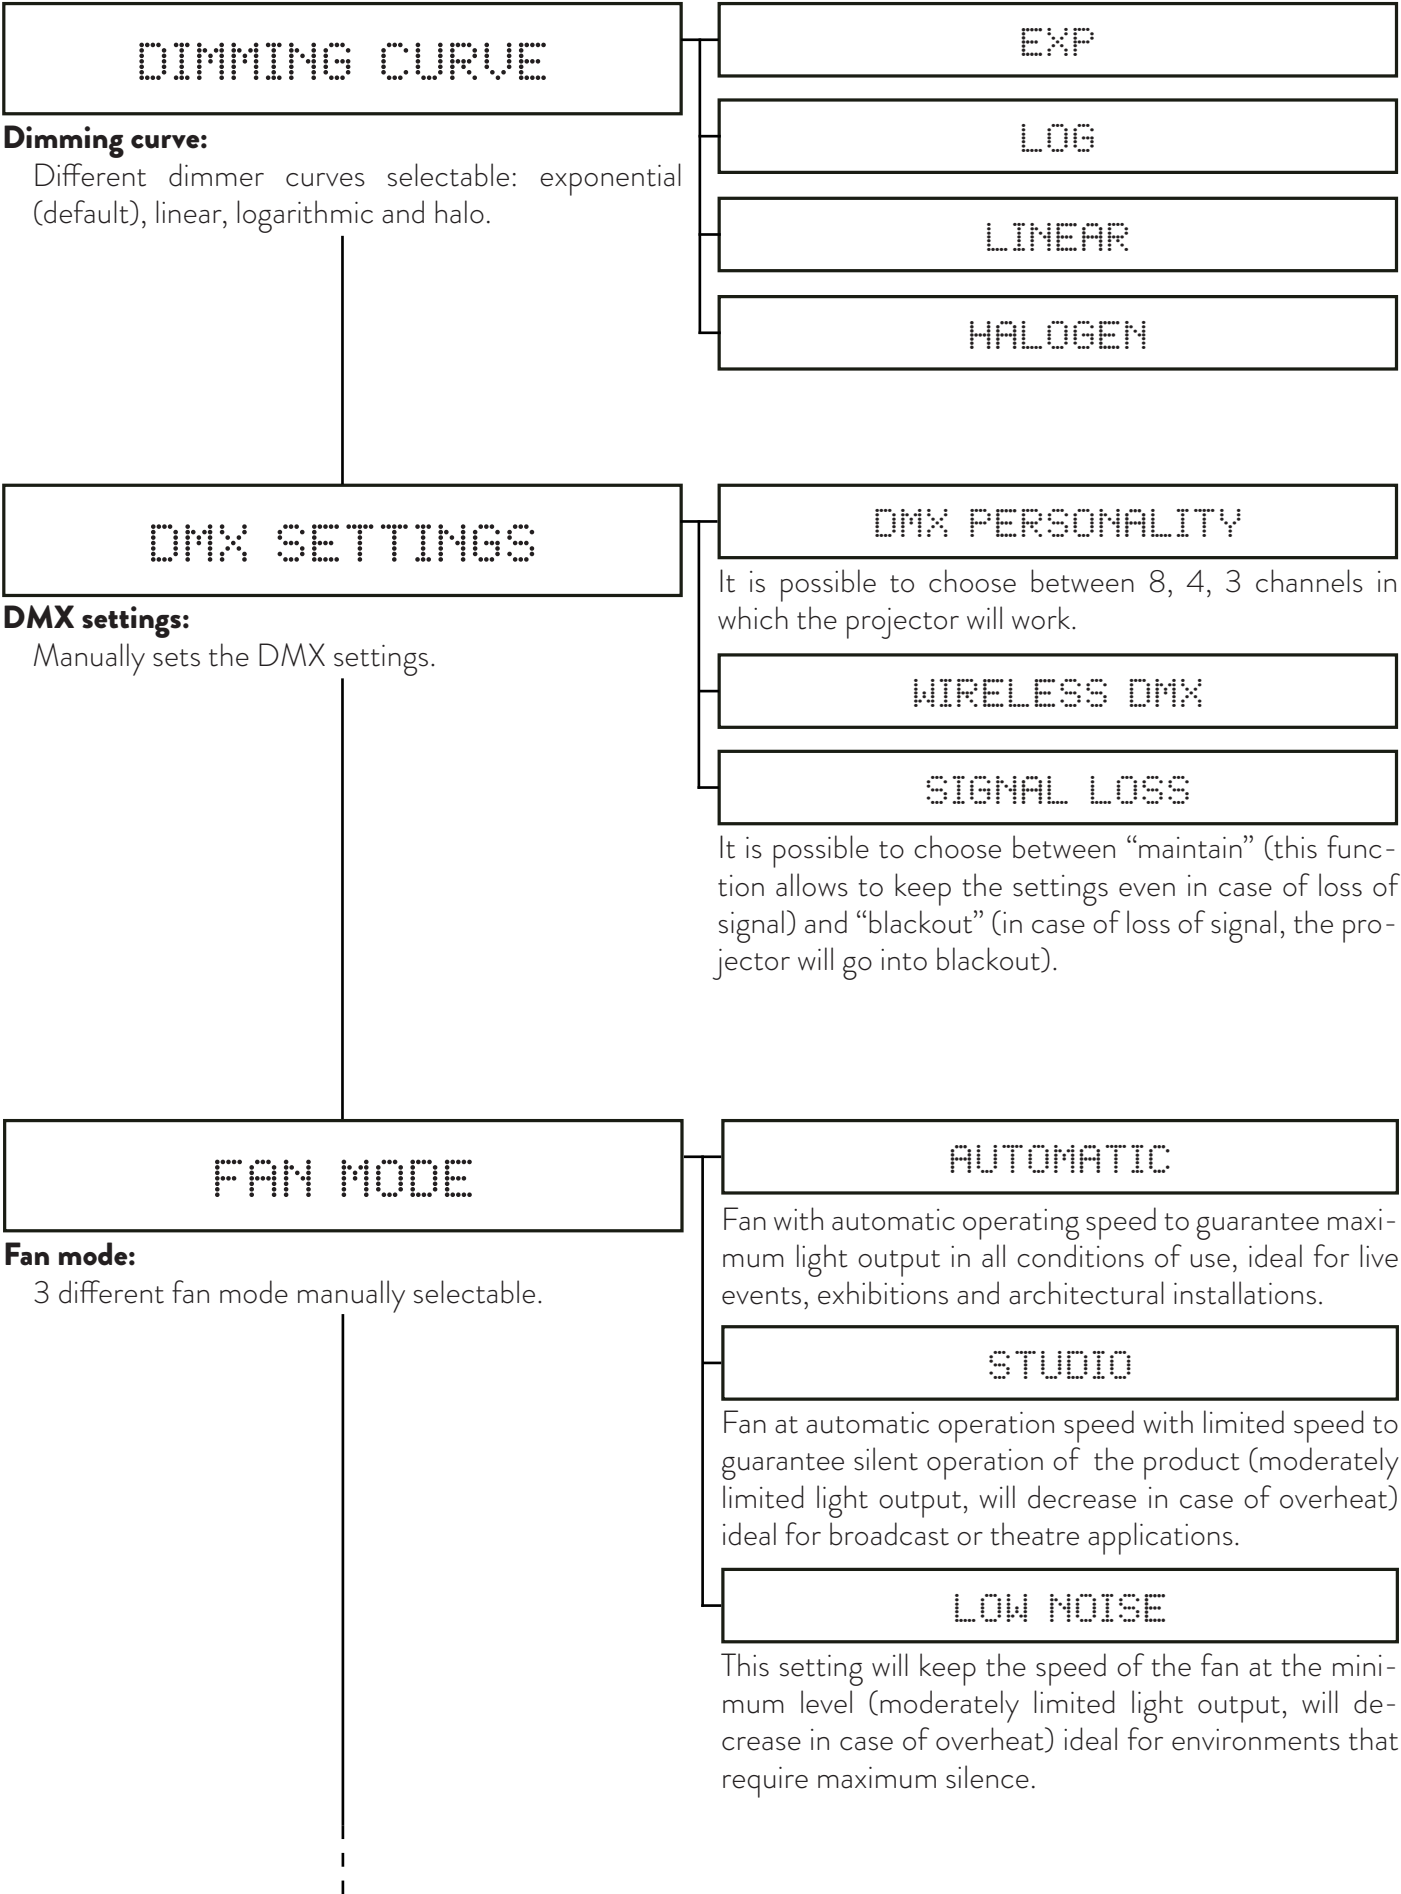 DIMMING CURVE
Dimming curve:
Different dimmer curves selectable: exponential
(default), linear, logarithmic and halo.
EXP
LOG
LINEAR
HALOGEN
DMX SETTINGS
DMX settings:
Manually sets the DMX settings.
DMX PERSONALITY
It is possible to choose between 8, 4, 3 channels in
which the projector will work.
WIRELESS DMX
SIGNAL LOSS
It is possible to choose between “maintain” (this func-
tion allows to keep the settings even in case of loss of
signal) and “blackout” (in case of loss of signal, the pro-
jector will go into blackout).
FAN MODE
Fan mode:
3 different fan mode manually selectable.
AUTOMATIC
Fan with automatic operating speed to guarantee maxi-
mum light output in all conditions of use, ideal for live
events, exhibitions and architectural installations.
STUDIO
Fan at automatic operation speed with limited speed to
guarantee silent operation of the product (moderately
limited light output, will decrease in case of overheat)
ideal for broadcast or theatre applications.
LOW NOISE
This setting will keep the speed of the fan at the mini-
mum level (moderately limited light output, will de-
crease in case of overheat) ideal for environments that
require maximum silence.